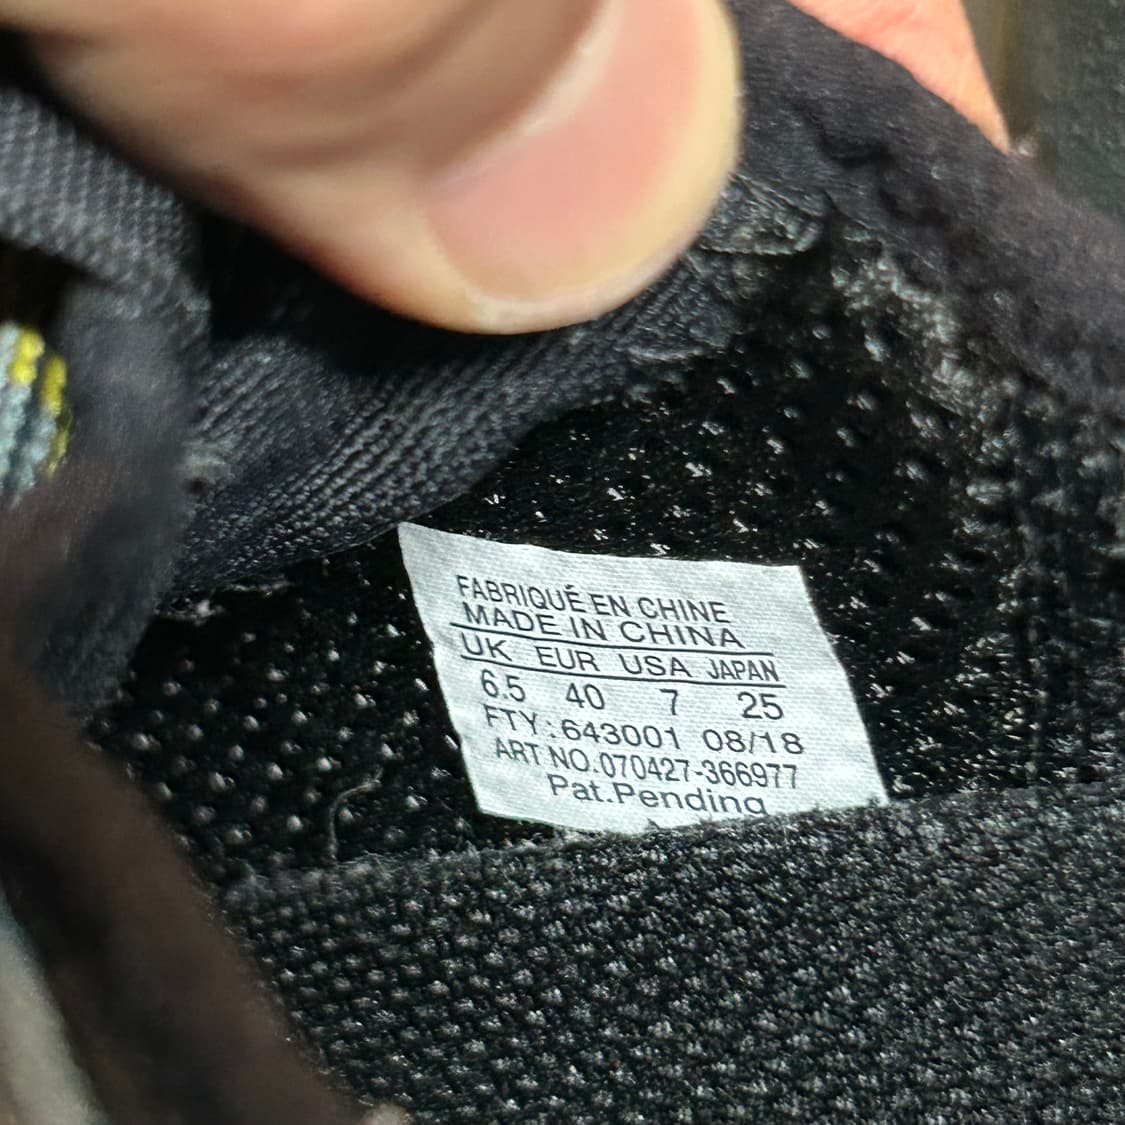 FABRIQUÉ EN CHINE
MADE IN CHINA
UK EUR USA JAPAN
6.5 40 7 25
FTY:643001 08/18
ART NO.070427-366977
Pat.Pending